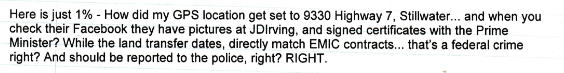 Here is just 1% - How did my GPS location get set to 9330 Highway 7, Stillwater... and when you
check their Facebook they have pictures at JDIrving, and signed certificates with the Prime
Minister? While the land transfer dates, directly match EMIC contracts... that's a federal crime
right? And should be reported to the police, right? RIGHT.